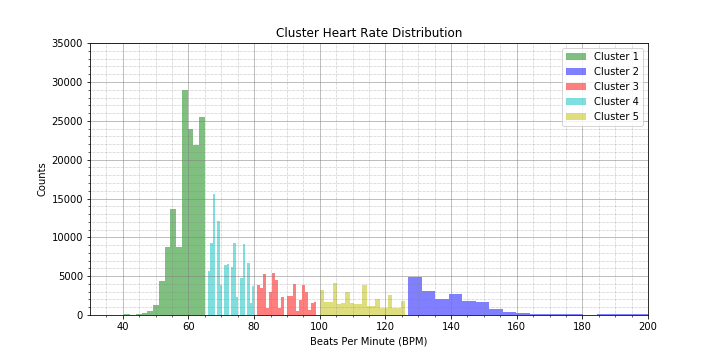 Cluster Heart Rate Distribution
35000
30000
25000
20000
15000
10000
5000
0
Counts
Cluster 1
Cluster 2
Cluster 3
Cluster 4
Cluster 5
40 60 80 100 120 140 160 180 200
Beats Per Minute (BPM)